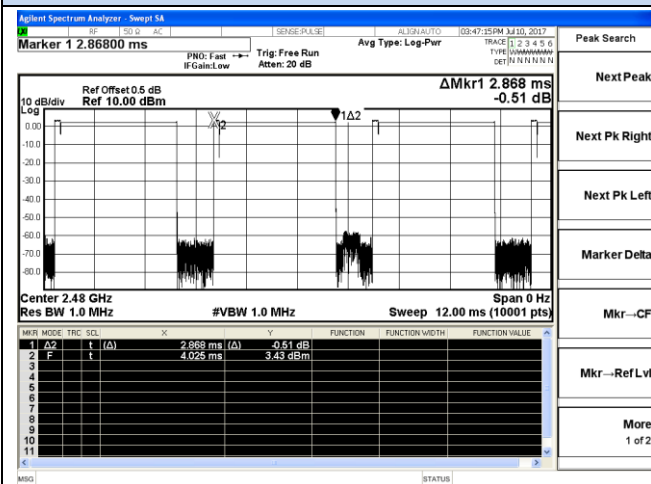 Agilent Spectrum Analyzer - Swept SA
RF 50 Ω AC SENSE:PULSE ALIGNAUTO 03:47:15 PM Jul 10, 2017
Marker 1 2.86800 ms
PNO: Fast
IFGain:Low
Trig: Free Run
Atten: 20 dB
Avg Type: Log-Pwr
TRACE 1 2 3 4 5 6
TYPE
DET N N N N N N
Ref Offset 0.5 dB
10 dB/div Ref 10.00 dBm
Log
ΔMkr1 2.868 ms
-0.51 dB
0.00
-10.0
-20.0
-30.0
-40.0
-50.0
-60.0
-70.0
-80.0
2
1Δ2
Center 2.48 GHz Span 0 Hz
Res BW 1.0 MHz #VBW 1.0 MHz Sweep 12.00 ms (10001 pts)
MKR MODE TRC SCL X Y FUNCTION FUNCTION WIDTH FUNCTION VALUE
1 Δ2 t (Δ) 2.868 ms (Δ) -0.51 dB
2 F t 4.025 ms 3.43 dBm
3
4
5
6
7
8
9
10
11
MSG STATUS
Peak Search
Next Peak
Next Pk Right
Next Pk Left
Marker Delta
Mkr→CF
Mkr→Ref Lvl
More
1 of 2